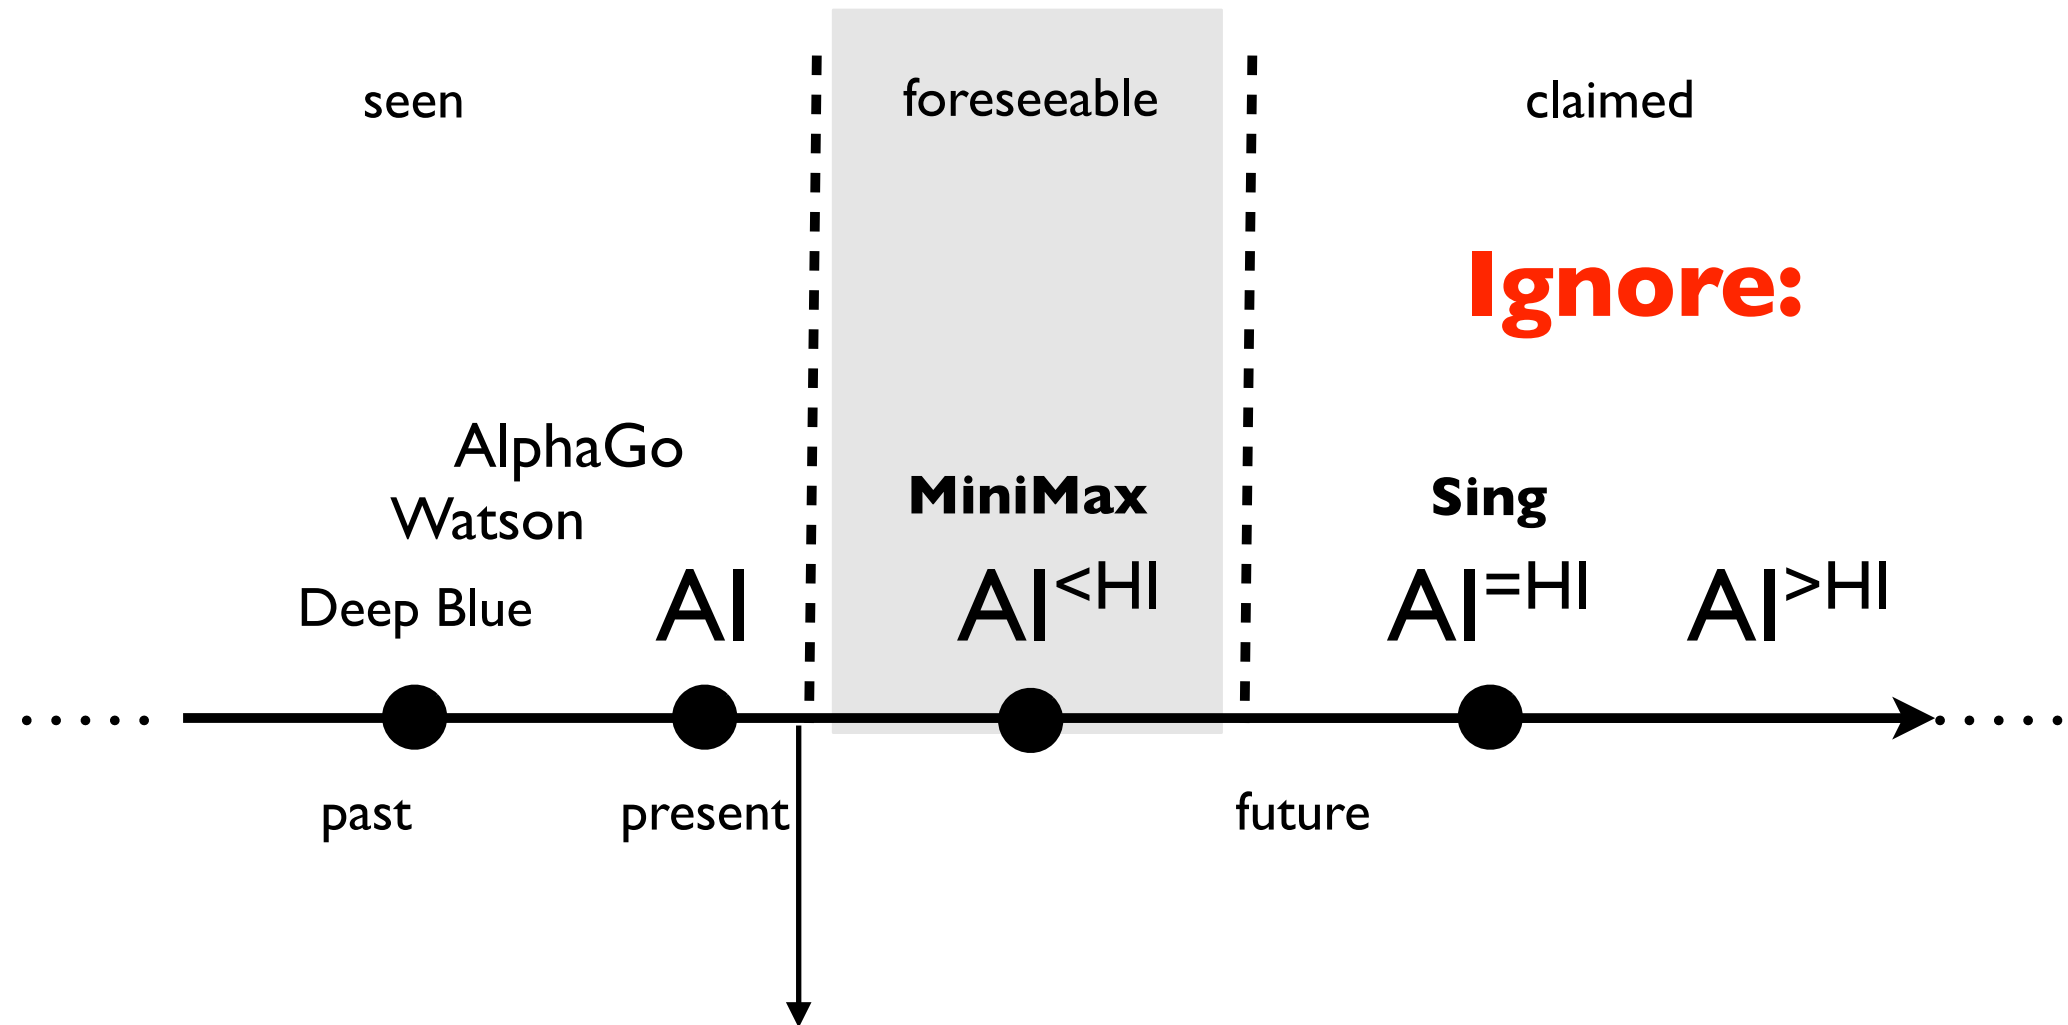 seen
foreseeable
claimed
Ignore:
AlphaGo
Watson
Deep Blue
AI
MiniMax
AI<HI
Sing
AI=HI
AI>HI
past
present
future